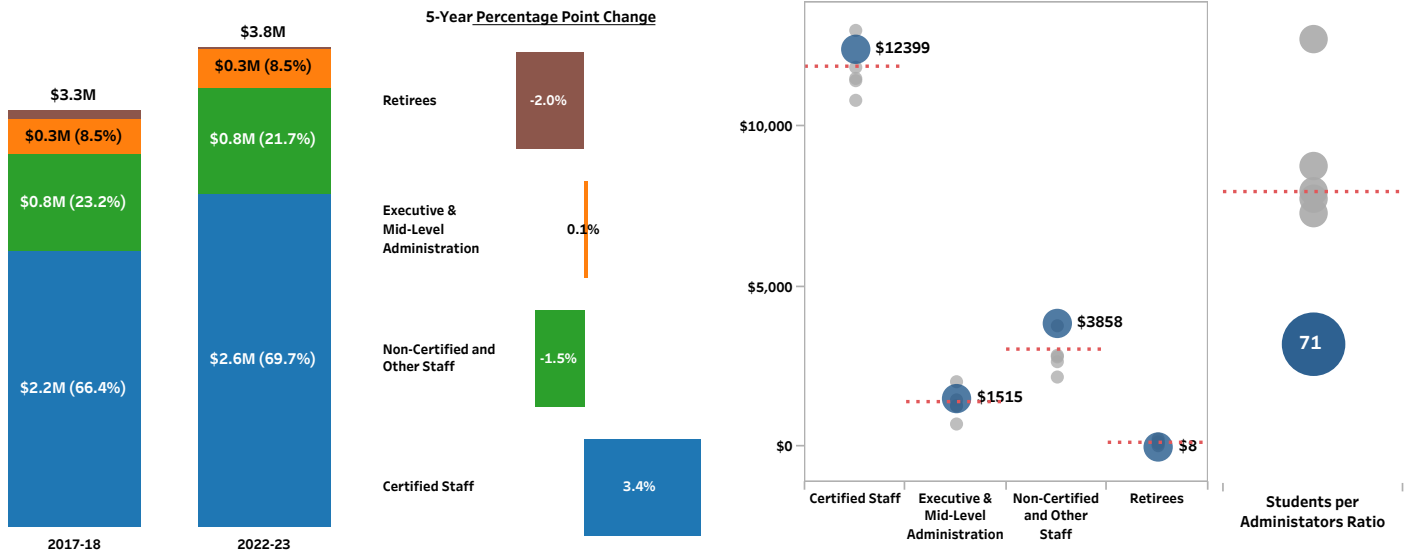 $3.3M
$0.3M (8.5%)
$0.8M (23.2%)
$2.2M (66.4%)
2017-18
$3.8M
$0.3M (8.5%)
$0.8M (21.7%)
$2.6M (69.7%)
2022-23
5-Year Percentage Point Change
Retirees
-2.0%
Executive &
Mid-Level
Administration
0.1%
Non-Certified and
Other Staff
-1.5%
Certified Staff
3.4%
$10,000
$5,000
$0
$12399
$1515
$3858
$8
Certified Staff
Executive &
Mid-Level
Administration
Non-Certified
and Other
Staff
Retirees
71
Students per
Administators Ratio